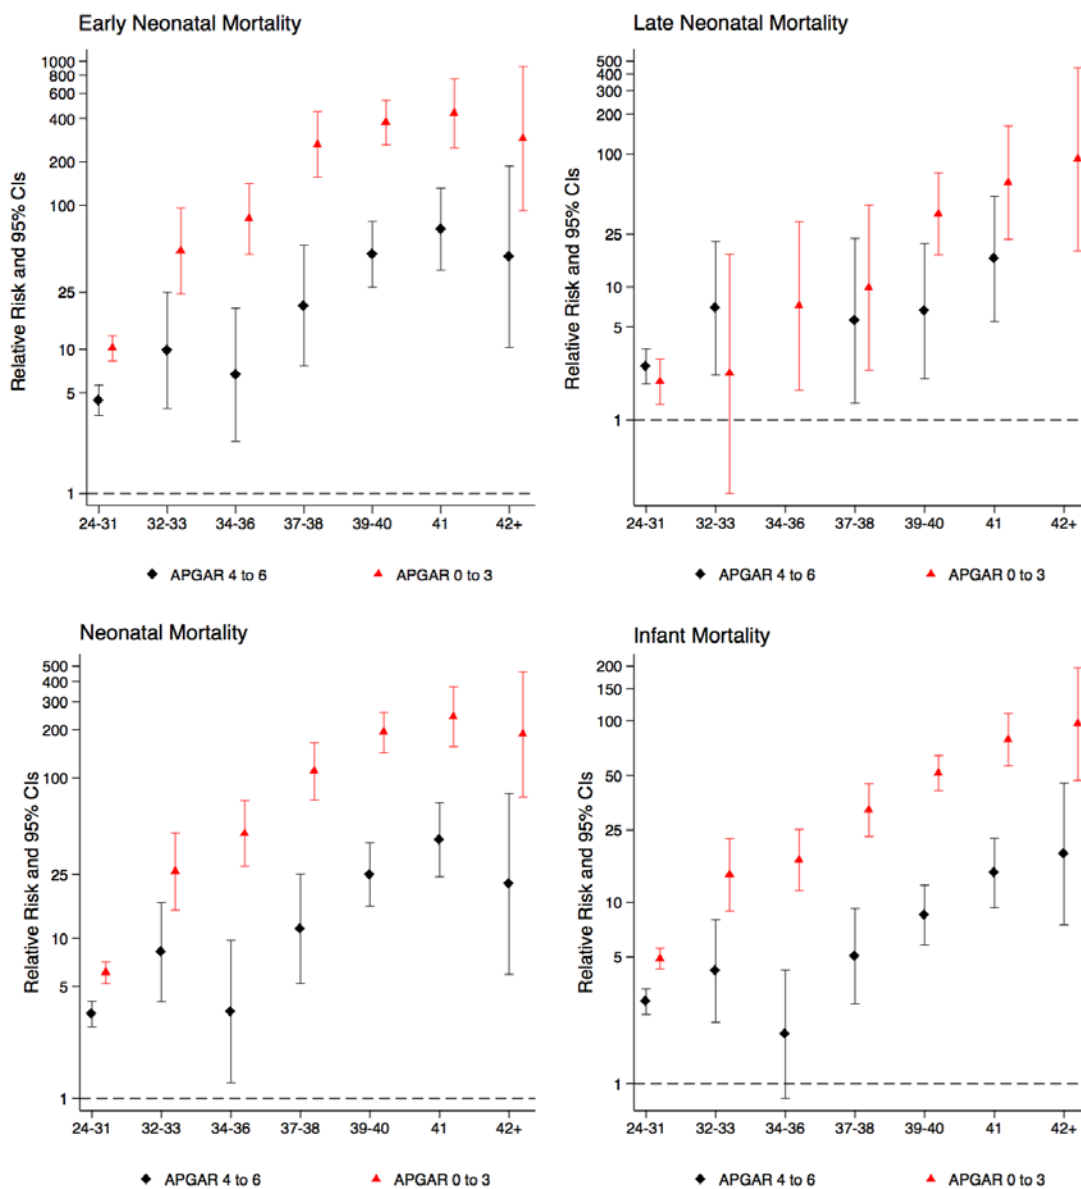 Early Neonatal Mortality
Relative Risk and 95% CIs
1000
800
600
400
200
100
25
10
5
1
24-31 32-33 34-36 37-38 39-40 41 42+
APGAR 4 to 6 APGAR 0 to 3
Late Neonatal Mortality
Relative Risk and 95% CIs
500
400
300
200
100
25
10
5
1
24-31 32-33 34-36 37-38 39-40 41 42+
APGAR 4 to 6 APGAR 0 to 3
Neonatal Mortality
Relative Risk and 95% CIs
500
400
300
200
100
25
10
5
1
24-31 32-33 34-36 37-38 39-40 41 42+
APGAR 4 to 6 APGAR 0 to 3
Infant Mortality
Relative Risk and 95% CIs
200
150
100
50
25
10
5
1
24-31 32-33 34-36 37-38 39-40 41 42+
APGAR 4 to 6 APGAR 0 to 3